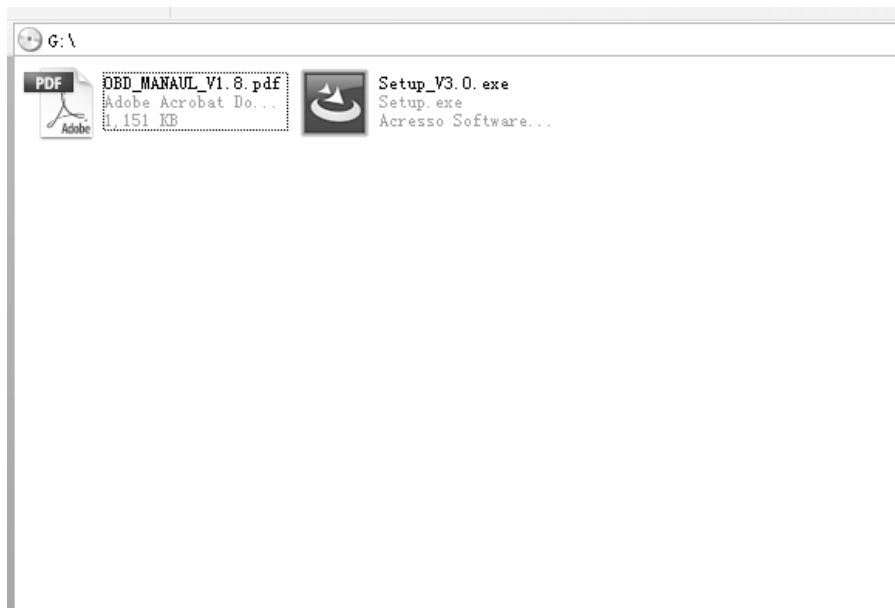 G:\
PDF
Adobe
OBD_MANAUL_V1.8.pdf
Adobe Acrobat Do...
1,151 KB
Setup_V3.0.exe
Setup.exe
Acresso Software...